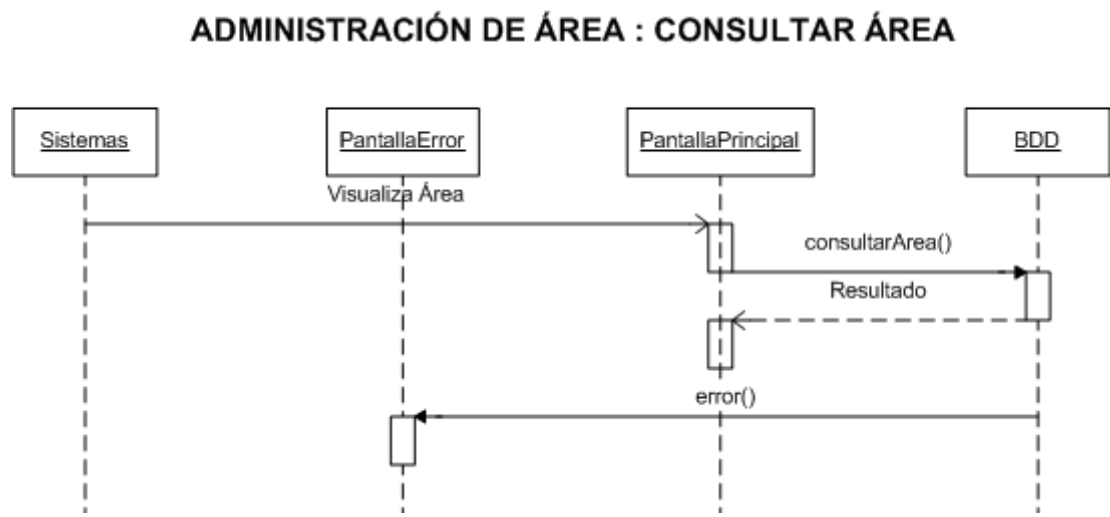 ADMINISTRACIÓN DE ÁREA : CONSULTAR ÁREA
Sistemas
PantallaError
PantallaPrincipal
BDD
Visualiza Área
consultarArea()
Resultado
error()